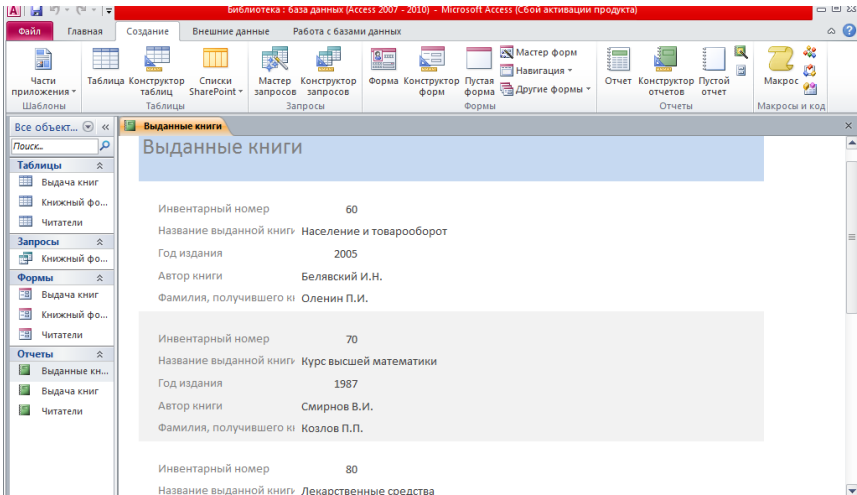 Библиотека : база данных (Access 2007 - 2010) - Microsoft Access (Сбой активации продукта)
Файл Главная Создание Внешние данные Работа с базами данных
Части приложения Таблица Конструктор таблиц Списки SharePoint Мастер запросов Конструктор запросов Форма Конструктор форм Пустая форма Мастер форм Навигация Другие формы Отчет Конструктор отчетов Пустой отчет Макрос
Шаблоны Таблицы Запросы Формы Отчеты Макросы и код
Все объект... «
Выданные книги
Поиск...
Таблицы
Выдача книг
Книжный фо...
Читатели
Запросы
Книжный фо...
Формы
Выдача книг
Книжный фо...
Читатели
Отчеты
Выданные кн...
Выдача книг
Читатели
Выданные книги
Инвентарный номер 60
Название выданной книги Население и товарооборот
Год издания 2005
Автор книги Белявский И.Н.
Фамилия, получившего кн Оленин П.И.
Инвентарный номер 70
Название выданной книги Курс высшей математики
Год издания 1987
Автор книги Смирнов В.И.
Фамилия, получившего кн Козлов П.П.
Инвентарный номер 80
Название выданной книги Лекарственные средства